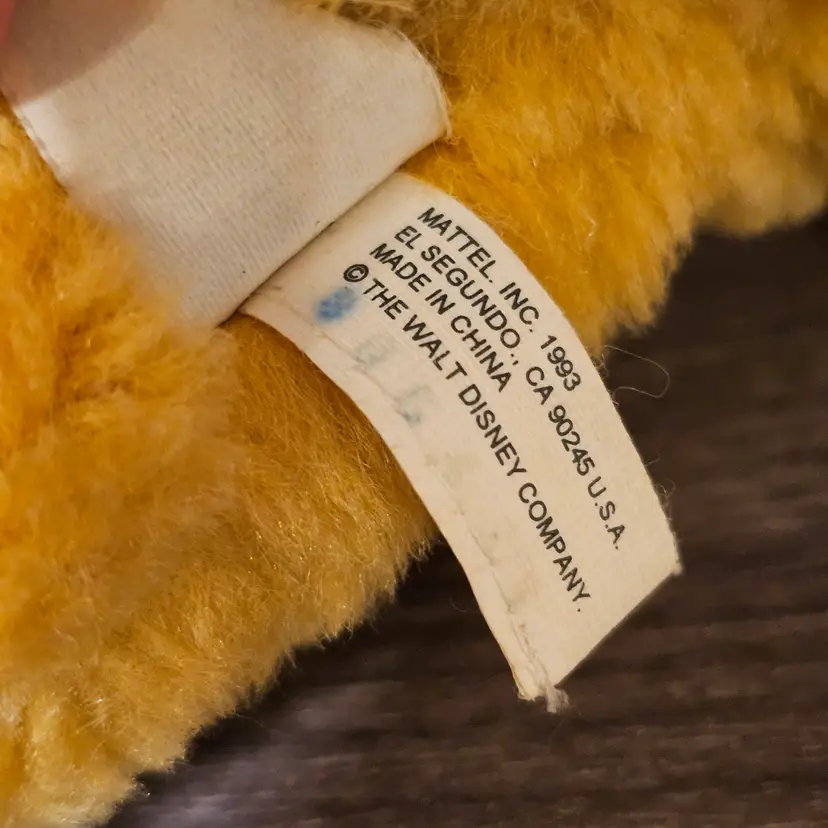 MATTEL, INC. 1993
EL SEGUNDO., CA 90245 U.S.A.
MADE IN CHINA
© THE WALT DISNEY COMPANY.